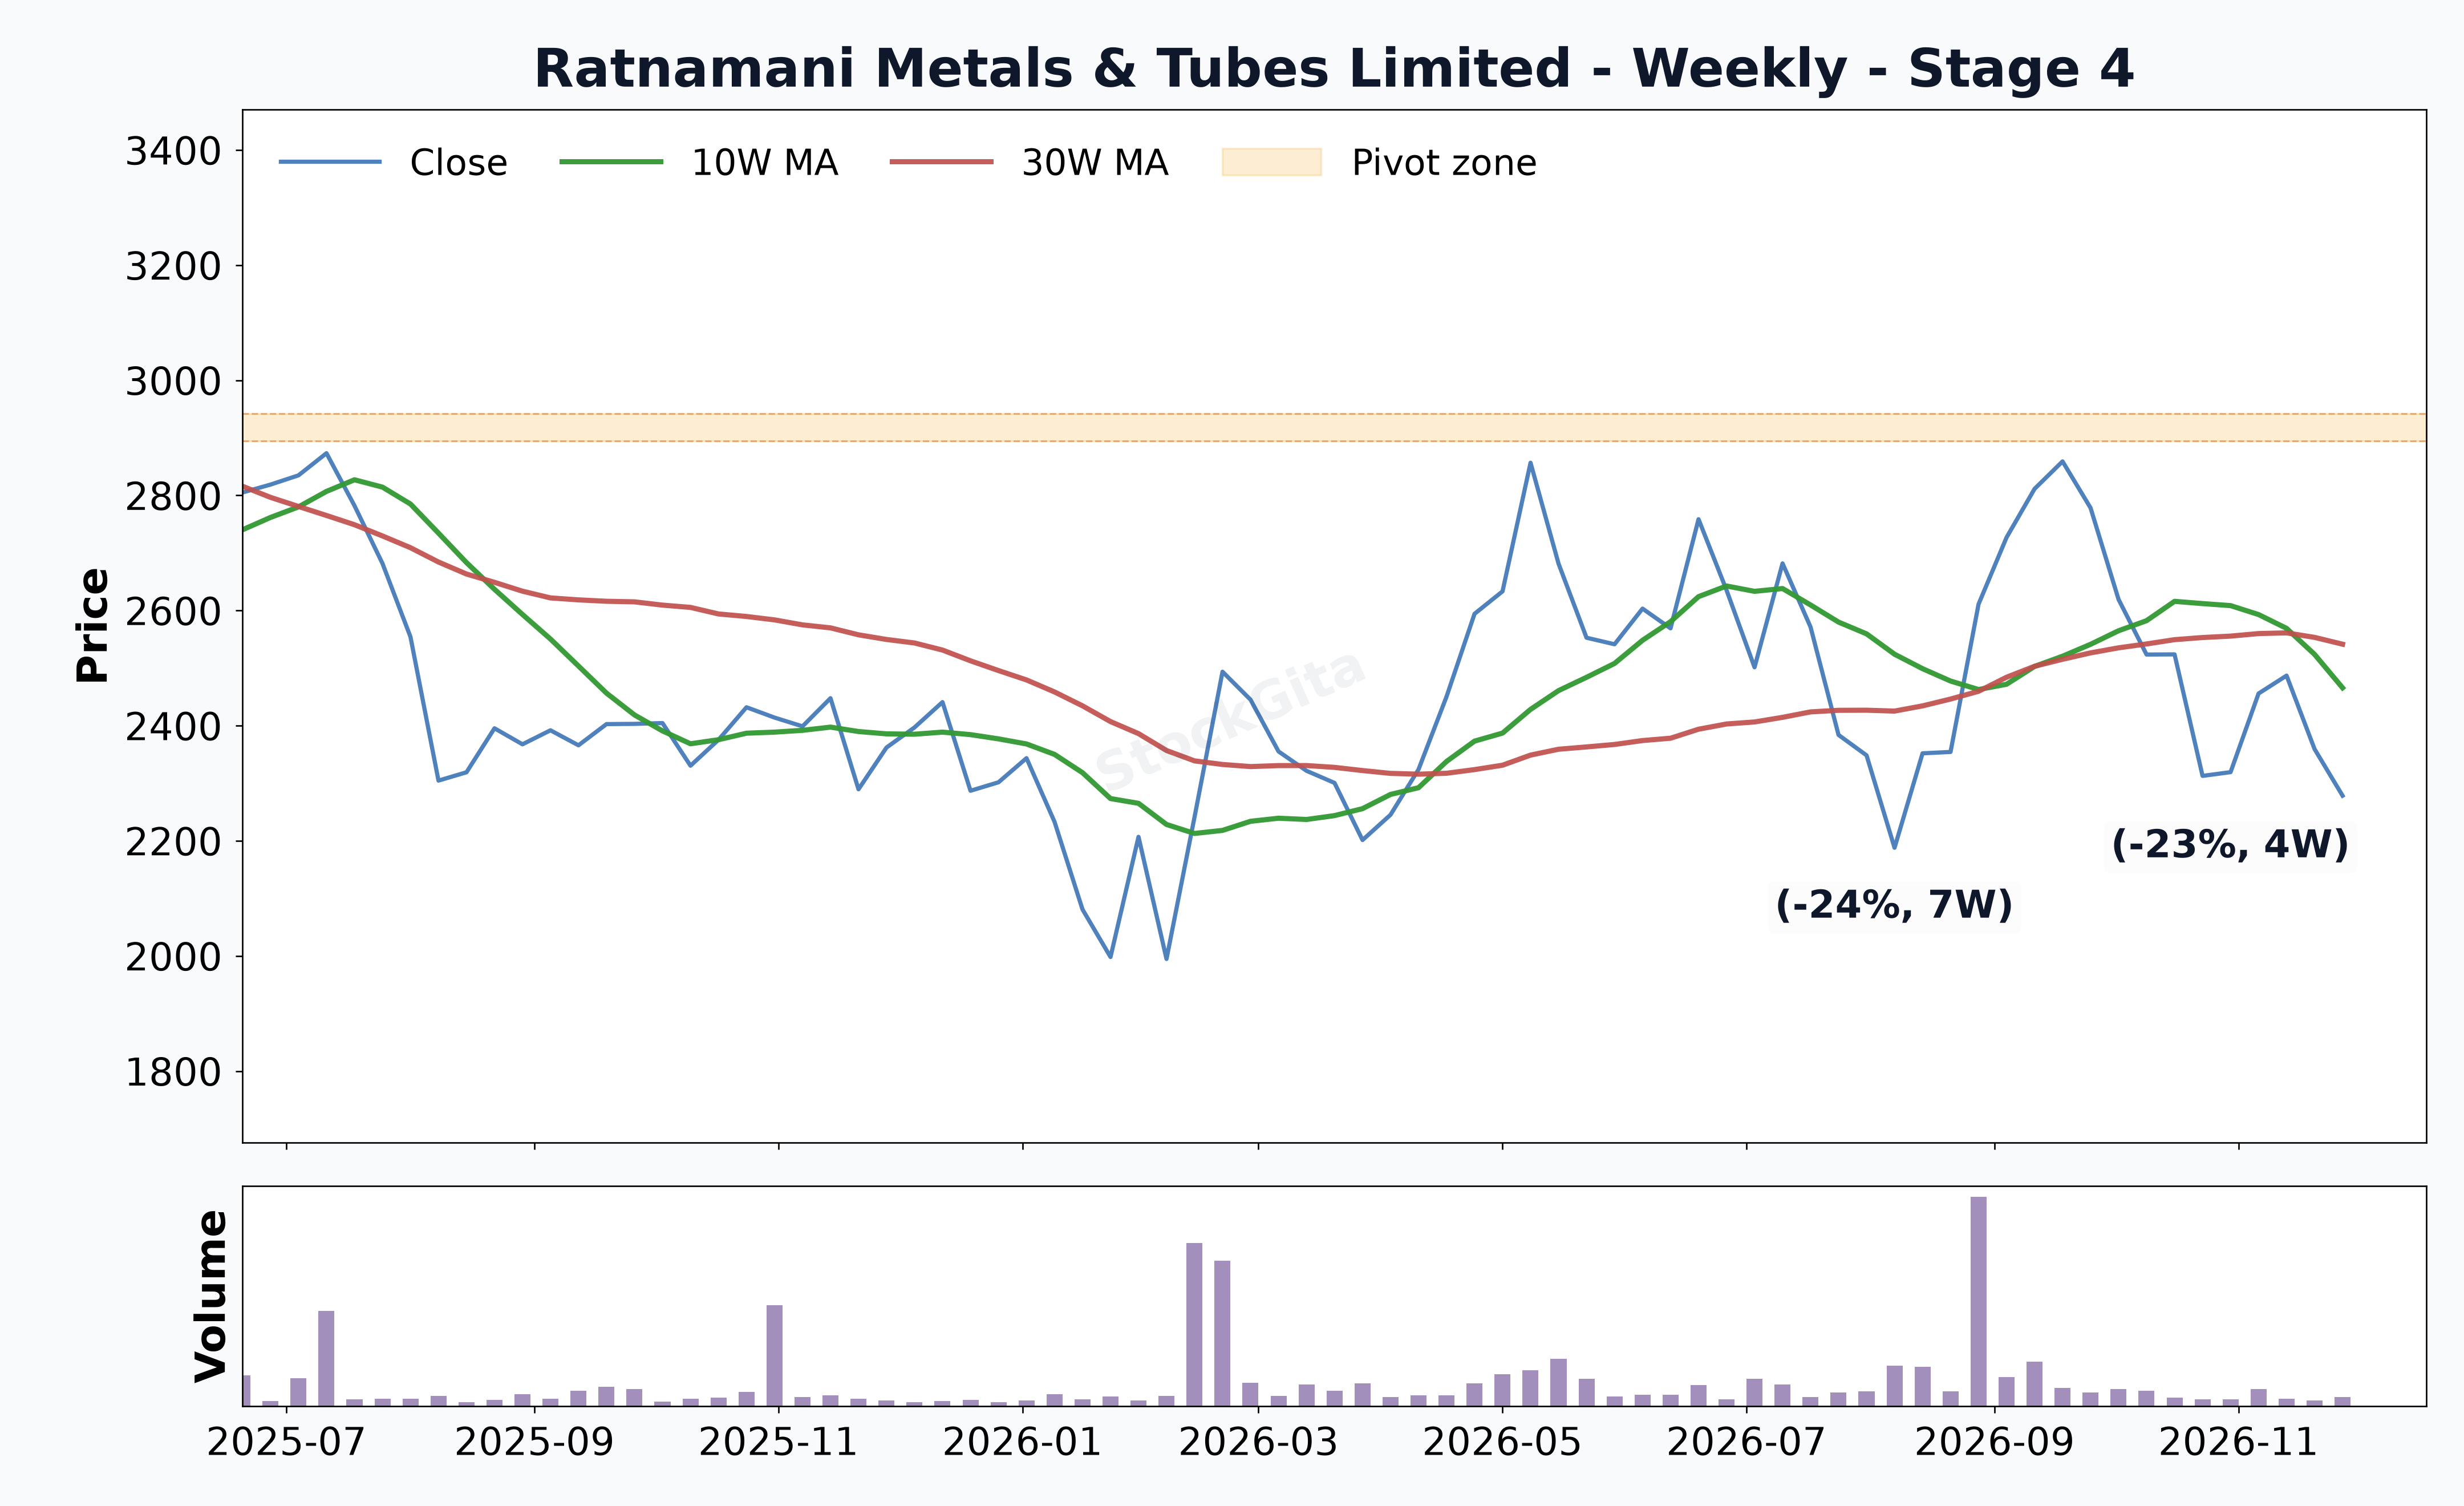 Ratnamani Metals & Tubes Limited - Weekly - Stage 4
Close
10W MA
30W MA
Pivot zone
3400
3200
3000
2800
2600
2400
2200
2000
1800
Price
StockGita
(-24%, 7W)
(-23%, 4W)
Volume
2025-07
2025-09
2025-11
2026-01
2026-03
2026-05
2026-07
2026-09
2026-11